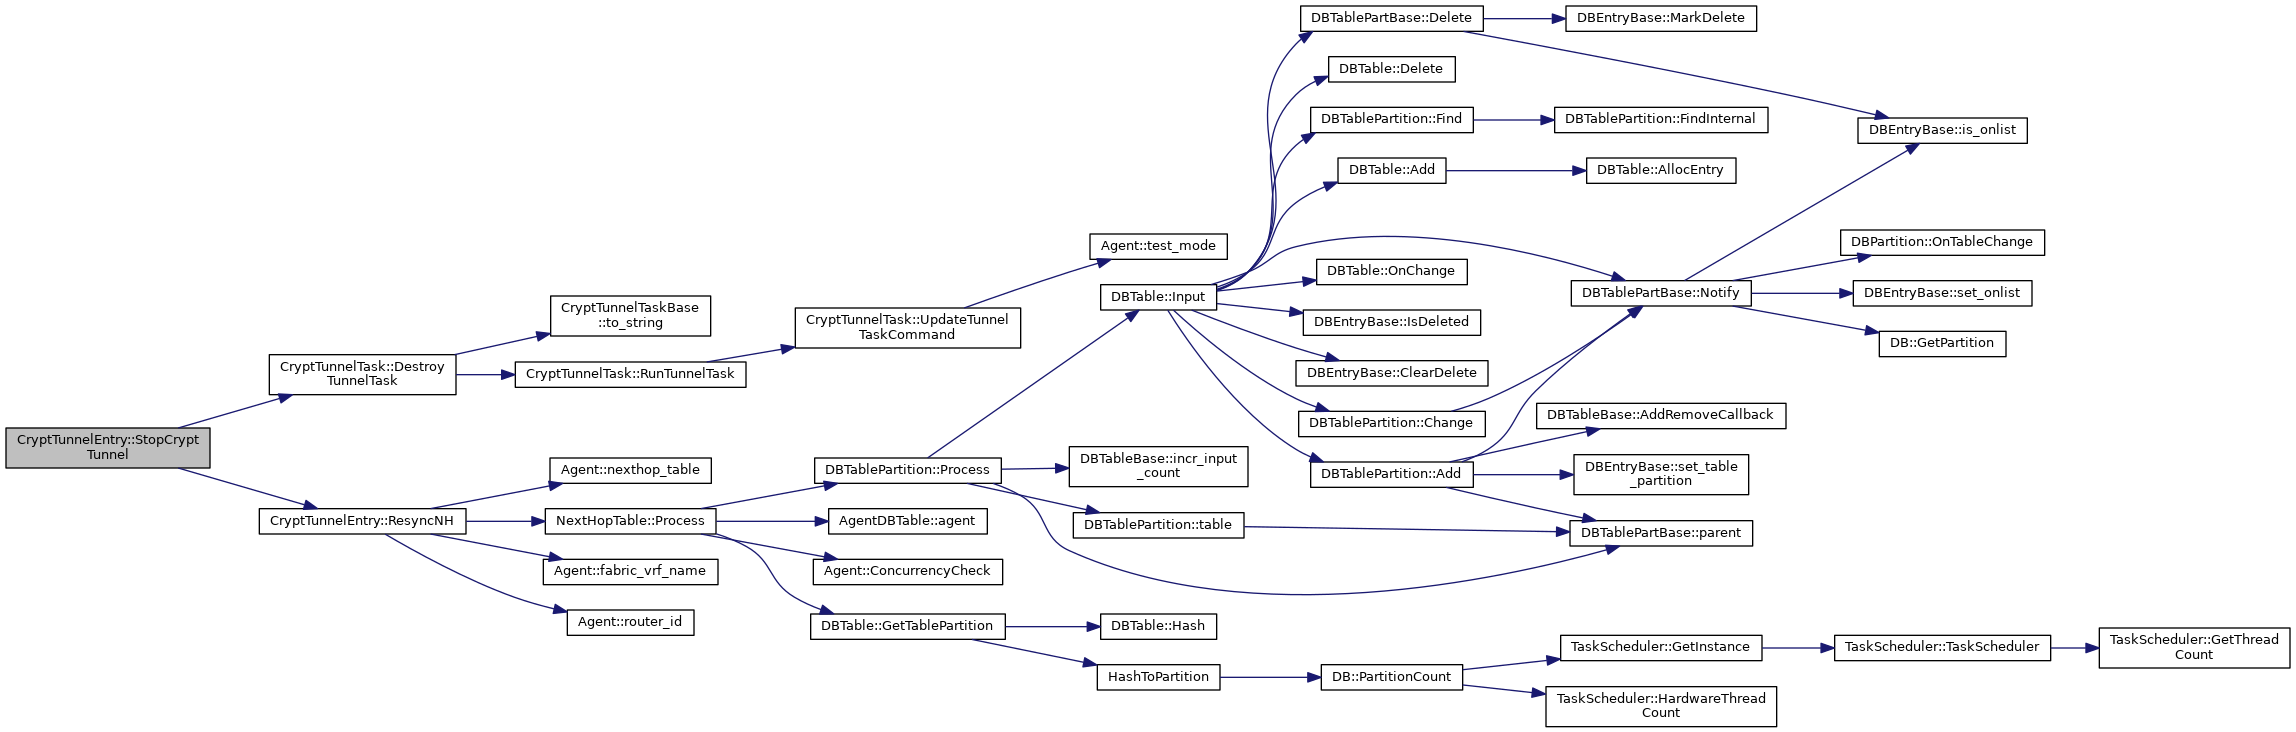 CryptTunnelEntry::StopCrypt
Tunnel
CryptTunnelTask::Destroy
TunnelTask
CryptTunnelEntry::ResyncNH
CryptTunnelTaskBase
::to_string
CryptTunnelTask::RunTunnelTask
Agent::nexthop_table
NextHopTable::Process
Agent::fabric_vrf_name
Agent::router_id
CryptTunnelTask::UpdateTunnel
TaskCommand
DBTablePartition::Process
AgentDBTable::agent
Agent::ConcurrencyCheck
DBTable::GetTablePartition
Agent::test_mode
DBTable::Input
DBTableBase::incr_input
_count
DBTablePartition::table
DBTable::Hash
HashToPartition
DBTablePartBase::Delete
DBTable::Delete
DBTablePartition::Find
DBTable::Add
DBTable::OnChange
DBEntryBase::IsDeleted
DBEntryBase::ClearDelete
DBTablePartition::Change
DBTablePartition::Add
DB::PartitionCount
DBEntryBase::MarkDelete
DBTablePartition::FindInternal
DBTable::AllocEntry
DBTablePartBase::Notify
DBTableBase::AddRemoveCallback
DBEntryBase::set_table
_partition
DBTablePartBase::parent
TaskScheduler::GetInstance
TaskScheduler::HardwareThread
Count
DBEntryBase::is_onlist
DBPartition::OnTableChange
DBEntryBase::set_onlist
DB::GetPartition
TaskScheduler::TaskScheduler
TaskScheduler::GetThread
Count